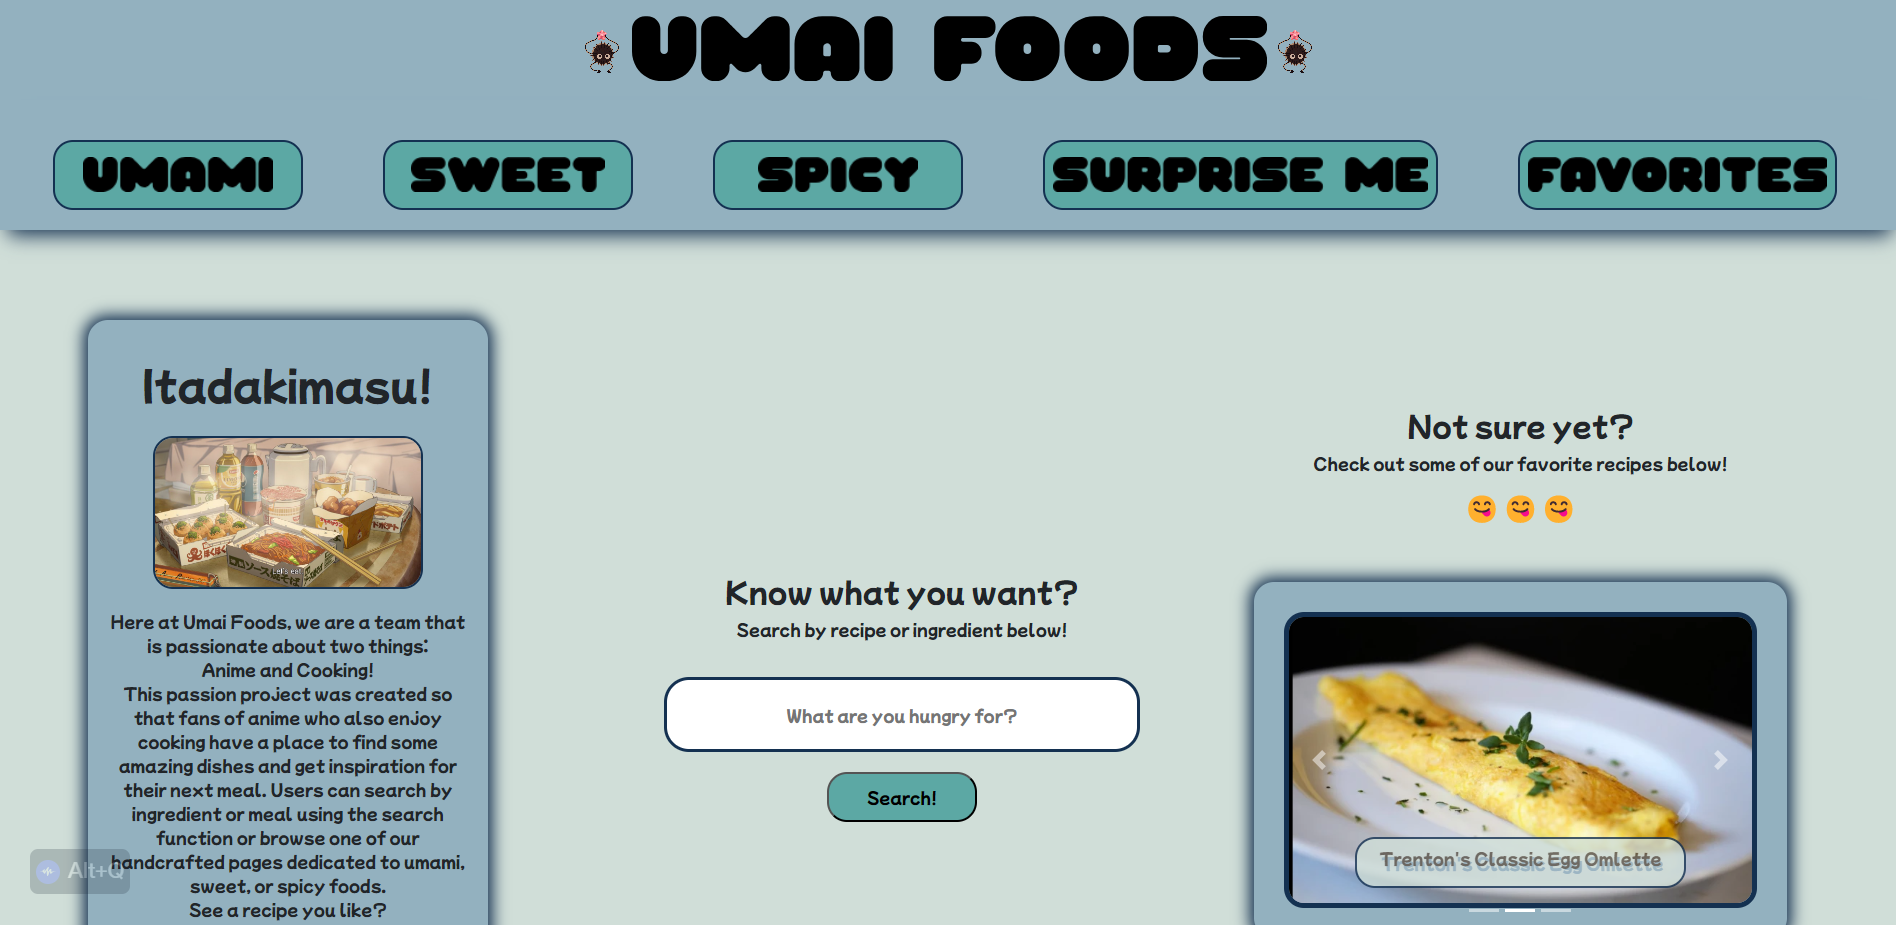 UMAI FOODS
UMAMI
SWEET
SPICY
SURPRISE ME
FAVORITES
Itadakimasu!
Let's eat
Here at Umai Foods, we are a team that
is passionate about two things:
Anime and Cooking!
This passion project was created so
that fans of anime who also enjoy
cooking have a place to find some
amazing dishes and get inspiration for
their next meal. Users can search by
ingredient or meal using the search
function or browse one of our
handcrafted pages dedicated to umami,
sweet, or spicy foods.
See a recipe you like?
Alt+Q
Know what you want?
Search by recipe or ingredient below!
What are you hungry for?
Search!
Not sure yet?
Check out some of our favorite recipes below!
Trenton's Classic Egg Omlette